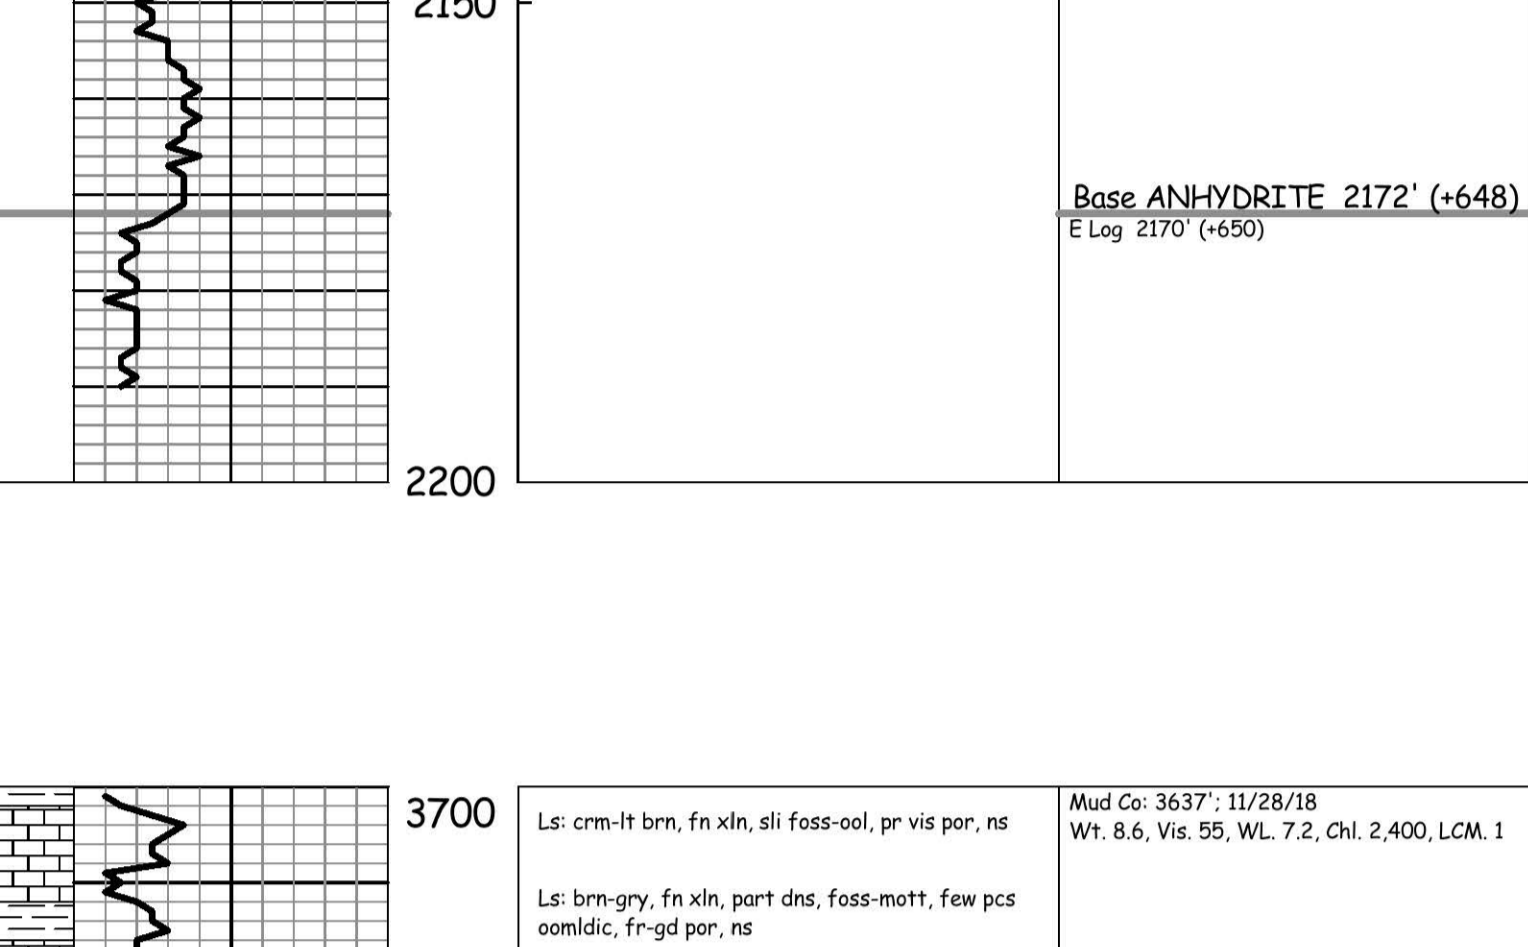 2150
Base ANHYDRITE 2172' (+648)
E Log 2170' (+650)
2200
3700
Ls: crm-lt brn, fn xln, sli foss-ool, pr vis por, ns
Mud Co: 3637'; 11/28/18
Wt. 8.6, Vis. 55, WL. 7.2, Chl. 2,400, LCM. 1
Ls: brn-gry, fn xln, part dns, foss-mott, few pcs
oomldic, fr-gd por, ns